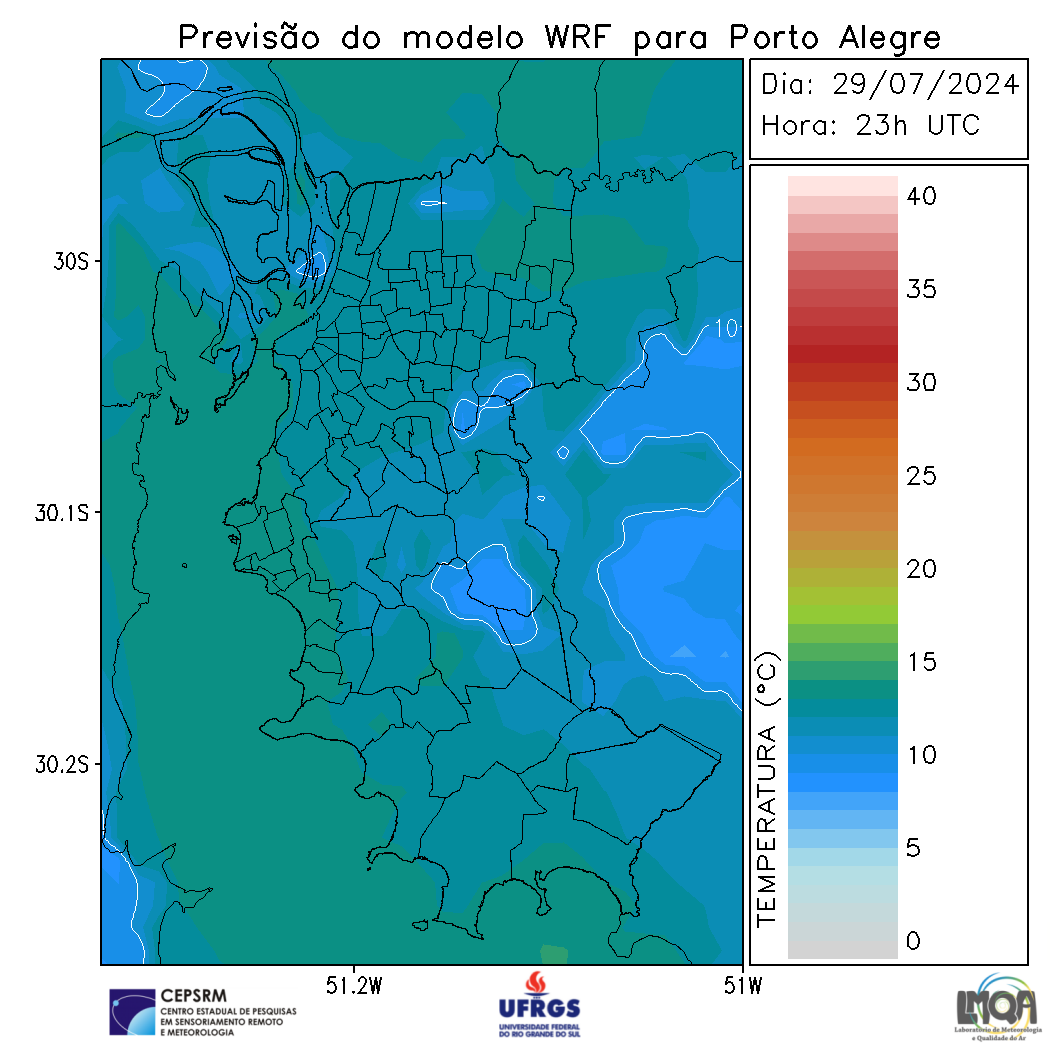 Previsão do modelo WRF para Porto Alegre
Dia: 29/07/2024
Hora: 23h UTC
30S
30.1S
30.2S
51.2W
51W
10
TEMPERATURA (°C)
40
35
30
25
20
15
10
5
0
CEPSRM
CENTRO ESTADUAL DE PESQUISAS
EM SENSORIAMENTO REMOTO
E METEOROLOGIA
UFRGS
UNIVERSIDADE FEDERAL
DO RIO GRANDE DO SUL
LMQA
Laboratório de Meteorologia
e Qualidade do Ar